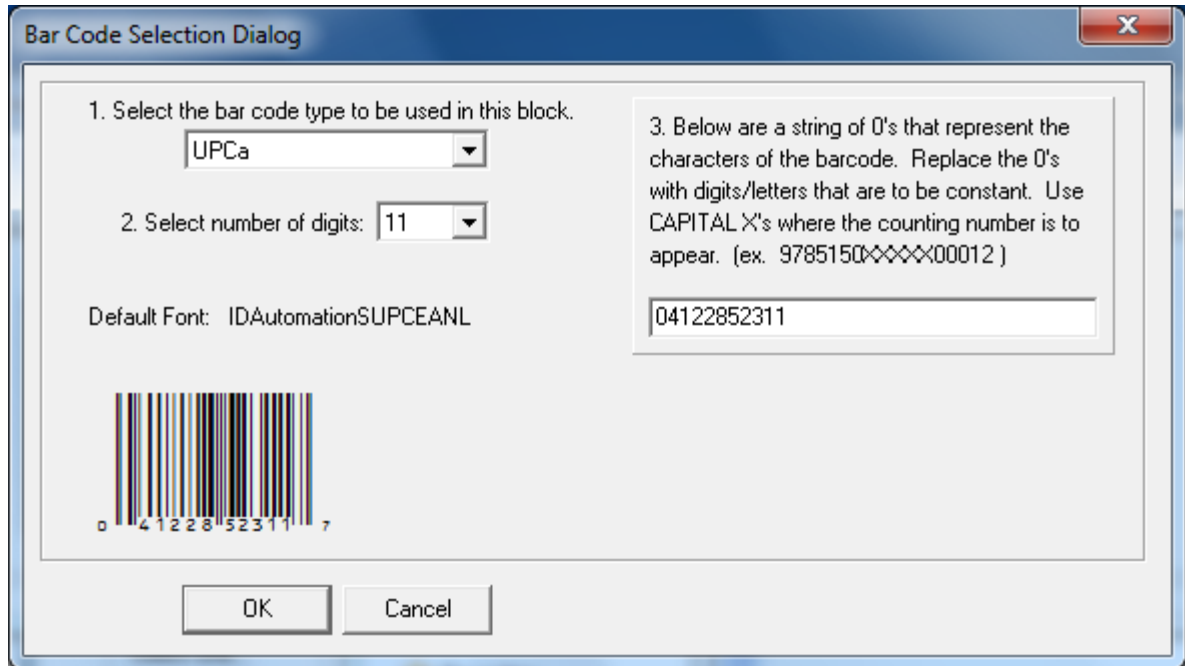 Bar Code Selection Dialog
1. Select the bar code type to be used in this block.
UPCa
2. Select number of digits: 11
Default Font: IDAutomationSUPCEANL
0 41228 52311 7
3. Below are a string of 0's that represent the
characters of the barcode. Replace the 0's
with digits/letters that are to be constant. Use
CAPITAL X's where the counting number is to
appear. (ex. 9785150XXXXX00012 )
04122852311
OK
Cancel